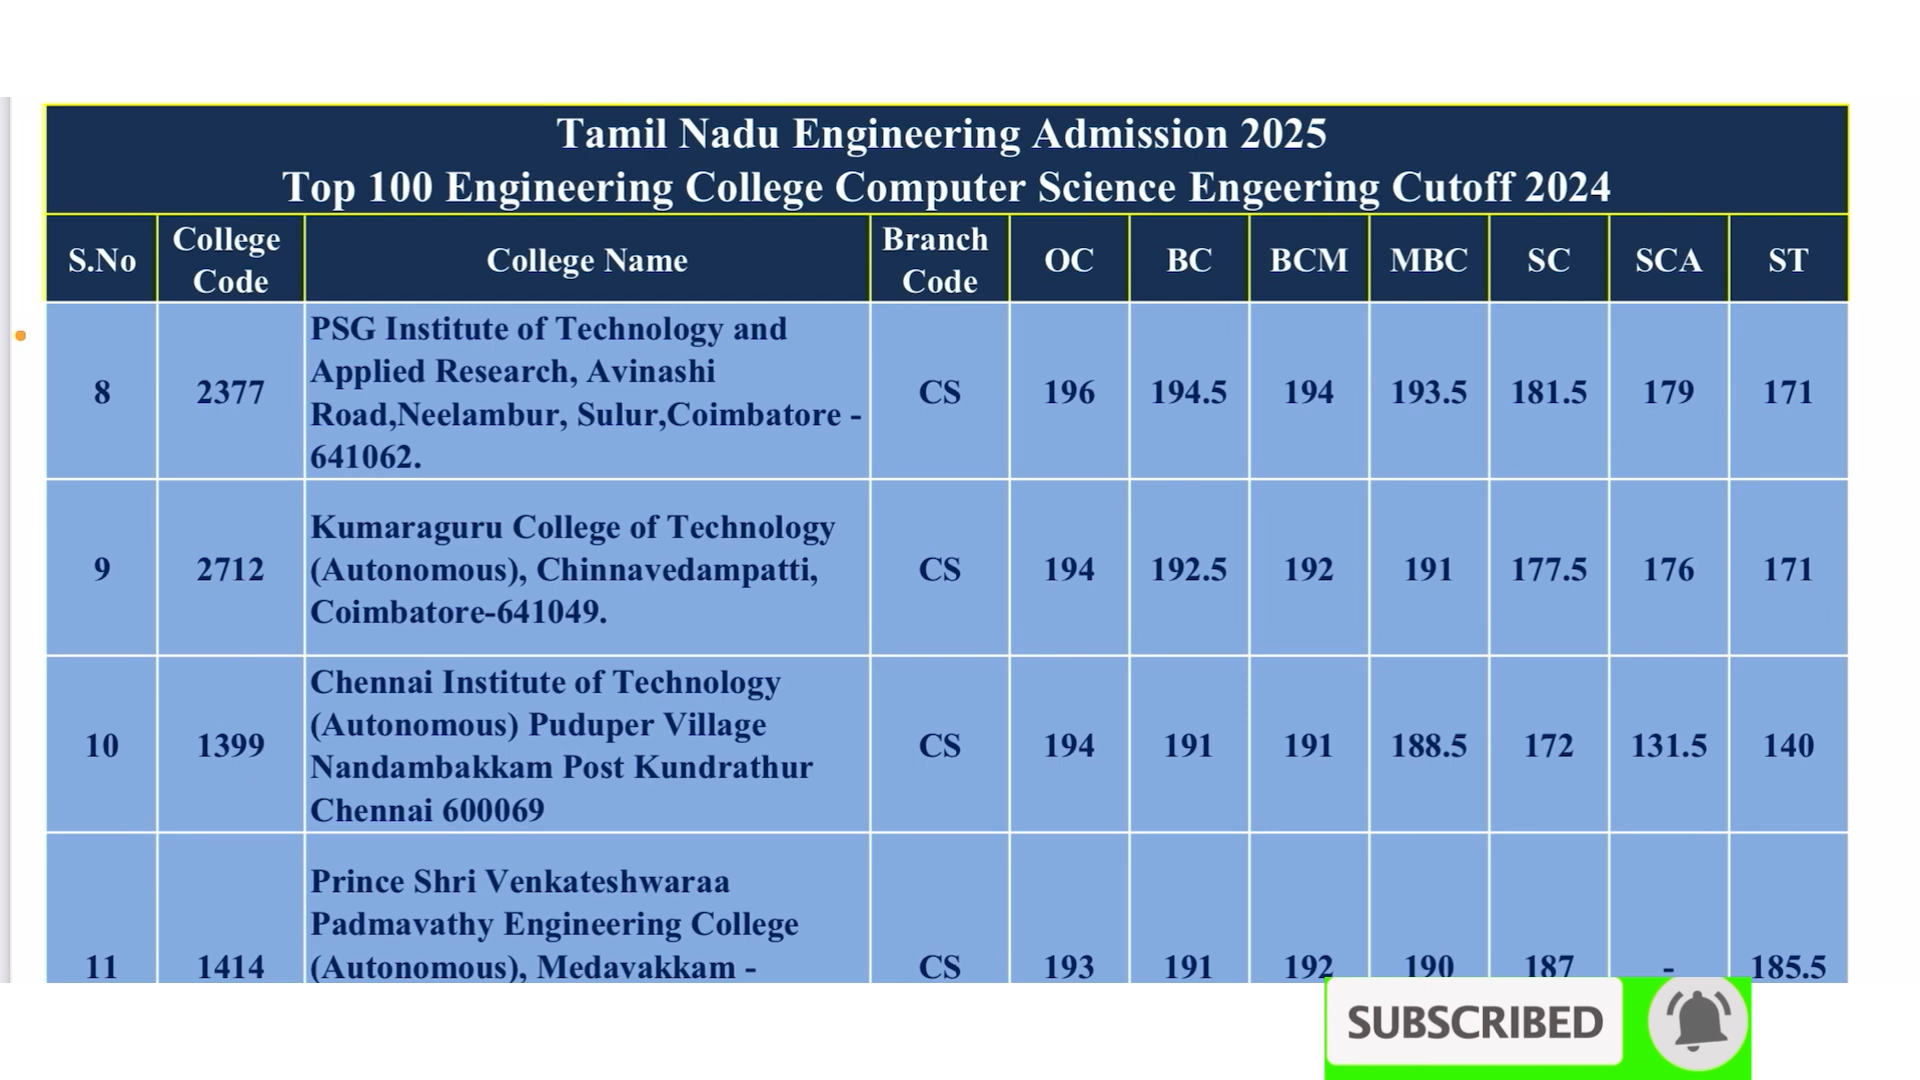 Tamil Nadu Engineering Admission 2025
Top 100 Engineering College Computer Science Engeering Cutoff 2024
S.No College Code College Name Branch Code OC BC BCM MBC SC SCA ST
8 2377 PSG Institute of Technology and
Applied Research, Avinashi
Road,Neelambur, Sulur,Coimbatore -
641062. CS 196 194.5 194 193.5 181.5 179 171
9 2712 Kumaraguru College of Technology
(Autonomous), Chinnavedampatti,
Coimbatore-641049. CS 194 192.5 192 191 177.5 176 171
10 1399 Chennai Institute of Technology
(Autonomous) Puduper Village
Nandambakkam Post Kundrathur
Chennai 600069 CS 194 191 191 188.5 172 131.5 140
11 1414 Prince Shri Venkateshwaraa
Padmavathy Engineering College
(Autonomous), Medavakkam - CS 193 191 192 190 187 - 185.5
SUBSCRIBED